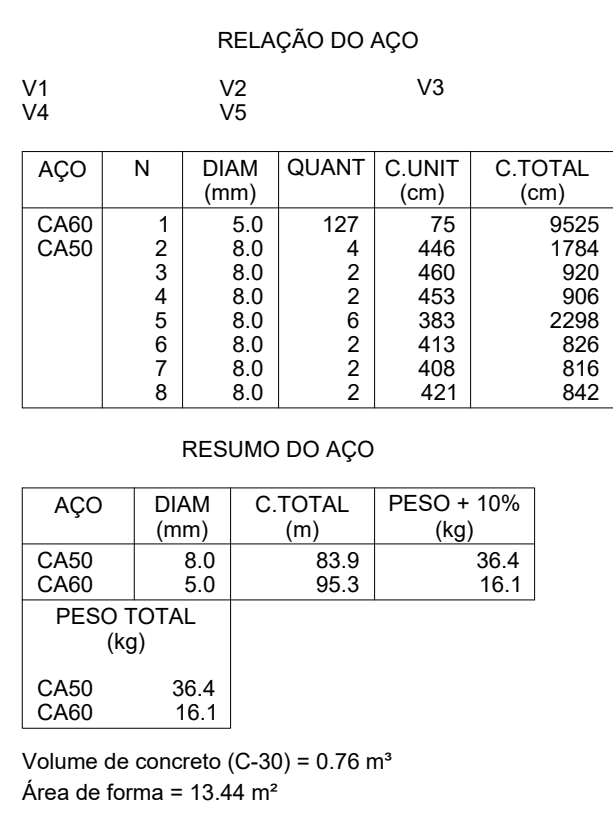 RELAÇÃO DO AÇO
V1 V2 V3
V4 V5
AÇO N DIAM QUANT C.UNIT C.TOTAL
(mm) (cm) (cm)
CA60 1 5.0 127 75 9525
CA50 2 8.0 4 446 1784
3 8.0 2 460 920
4 8.0 2 453 906
5 8.0 6 383 2298
6 8.0 2 413 826
7 8.0 2 408 816
8 8.0 2 421 842
RESUMO DO AÇO
AÇO DIAM C.TOTAL PESO + 10%
(mm) (m) (kg)
CA50 8.0 83.9 36.4
CA60 5.0 95.3 16.1
PESO TOTAL
(kg)
CA50 36.4
CA60 16.1
Volume de concreto (C-30) = 0.76 m³
Área de forma = 13.44 m²